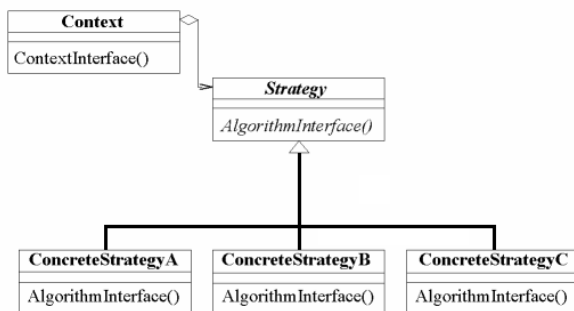 Context
ContextInterface()
Strategy
AlgorithmInterface()
ConcreteStrategyA
AlgorithmInterface()
ConcreteStrategyB
AlgorithmInterface()
ConcreteStrategyC
AlgorithmInterface()